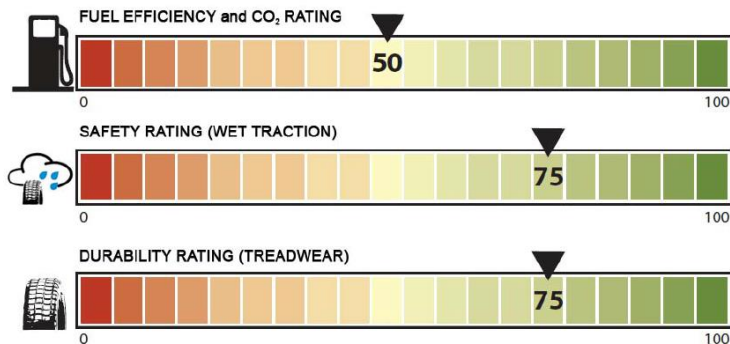 FUEL EFFICIENCY and CO₂ RATING
50
0 100
SAFETY RATING (WET TRACTION)
75
0 100
DURABILITY RATING (TREADWEAR)
75
0 100